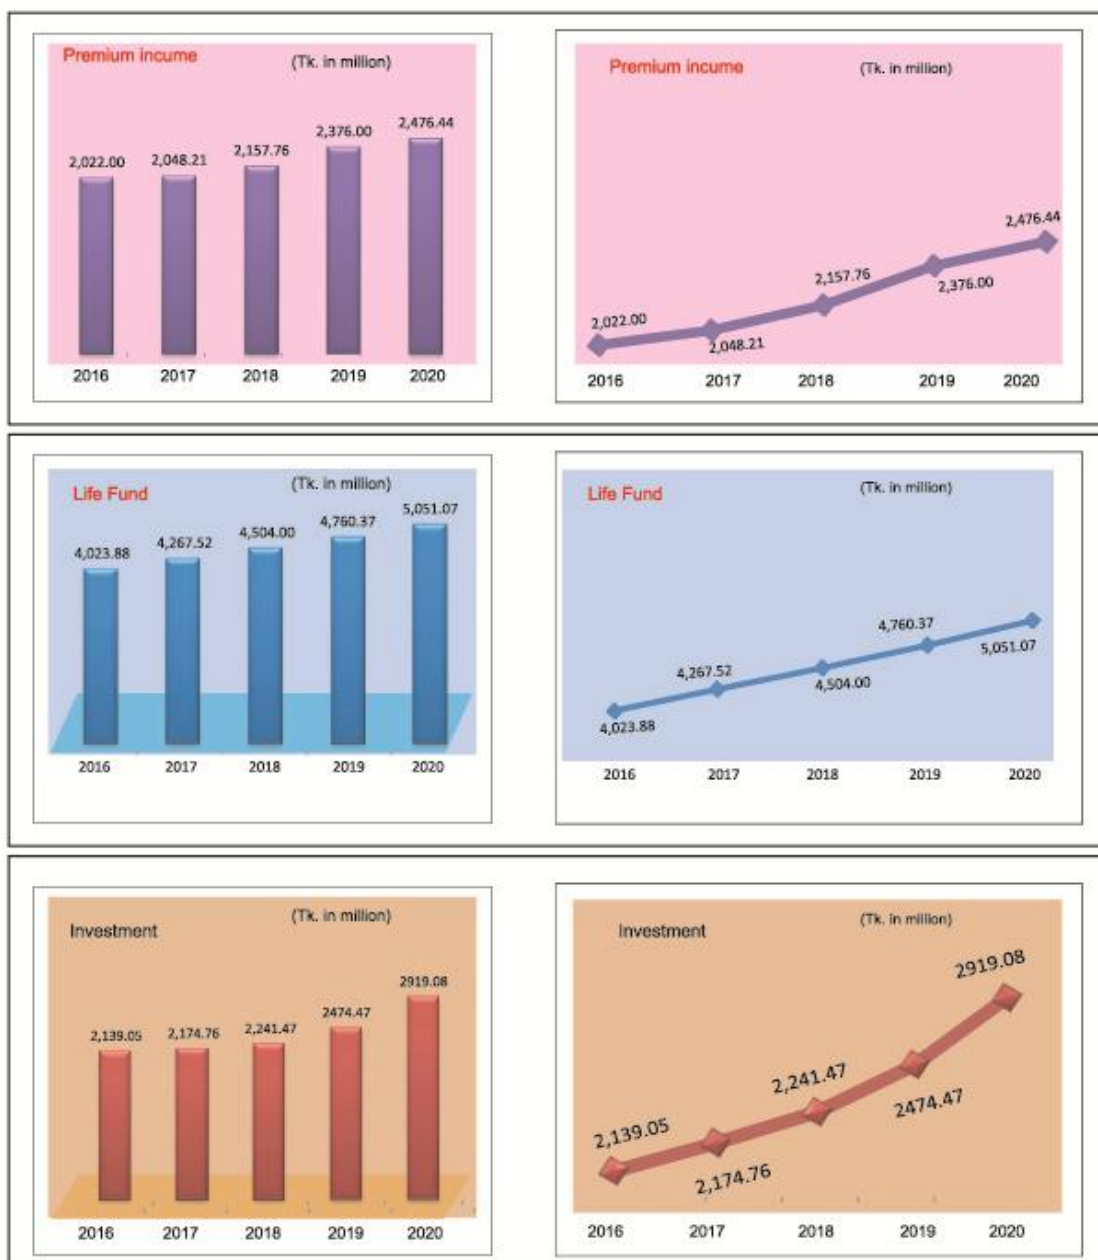 Premium income
(Tk. in million)
2,022.00
2,048.21
2,157.76
2,376.00
2,476.44
2016 2017 2018 2019 2020
Premium income
(Tk. in million)
2,022.00
2,048.21
2,157.76
2,376.00
2,476.44
2016 2017 2018 2019 2020
Life Fund
(Tk. in million)
4,023.88
4,267.52
4,504.00
4,760.37
5,051.07
2016 2017 2018 2019 2020
Life Fund
(Tk. in million)
4,023.88
4,267.52
4,504.00
4,760.37
5,051.07
2016 2017 2018 2019 2020
Investment
(Tk. in million)
2,139.05
2,174.76
2,241.47
2474.47
2919.08
2016 2017 2018 2019 2020
Investment
(Tk. in million)
2,139.05
2,174.76
2,241.47
2474.47
2919.08
2016 2017 2018 2019 2020